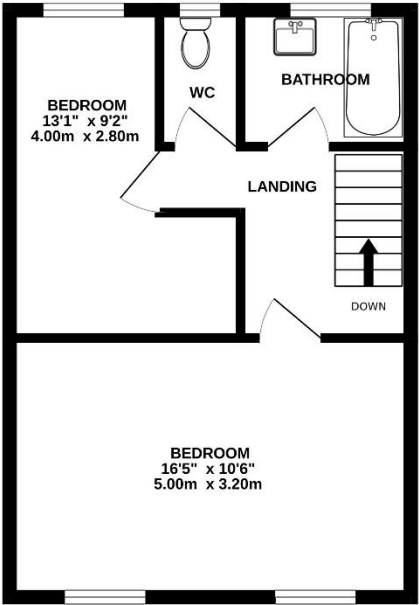 WC
BATHROOM
BEDROOM
13'1" x 9'2"
4.00m x 2.80m
LANDING
DOWN
BEDROOM
16'5" x 10'6"
5.00m x 3.20m